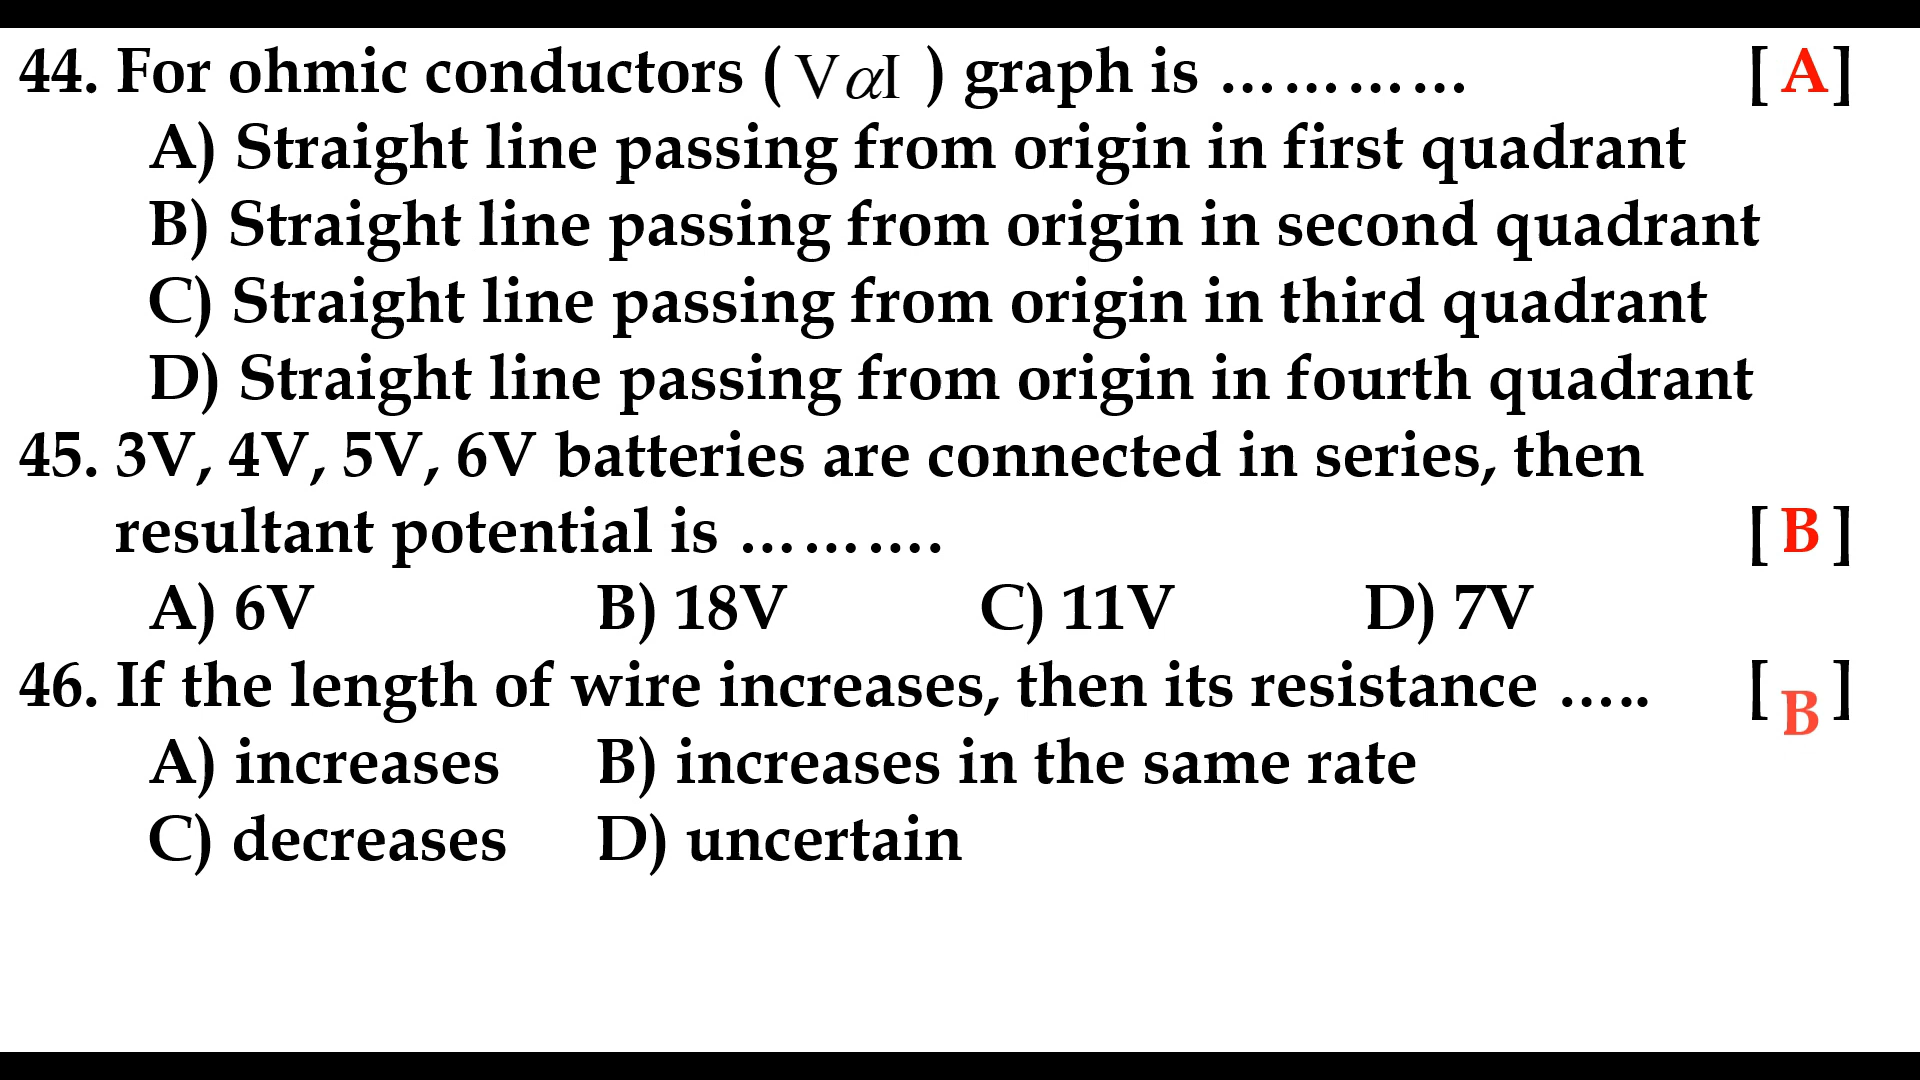 44. For ohmic conductors ( VαI ) graph is ………… [ A ]
A) Straight line passing from origin in first quadrant
B) Straight line passing from origin in second quadrant
C) Straight line passing from origin in third quadrant
D) Straight line passing from origin in fourth quadrant
45. 3V, 4V, 5V, 6V batteries are connected in series, then
resultant potential is ………. [ B ]
A) 6V B) 18V C) 11V D) 7V
46. If the length of wire increases, then its resistance ….. [ B ]
A) increases B) increases in the same rate
C) decreases D) uncertain